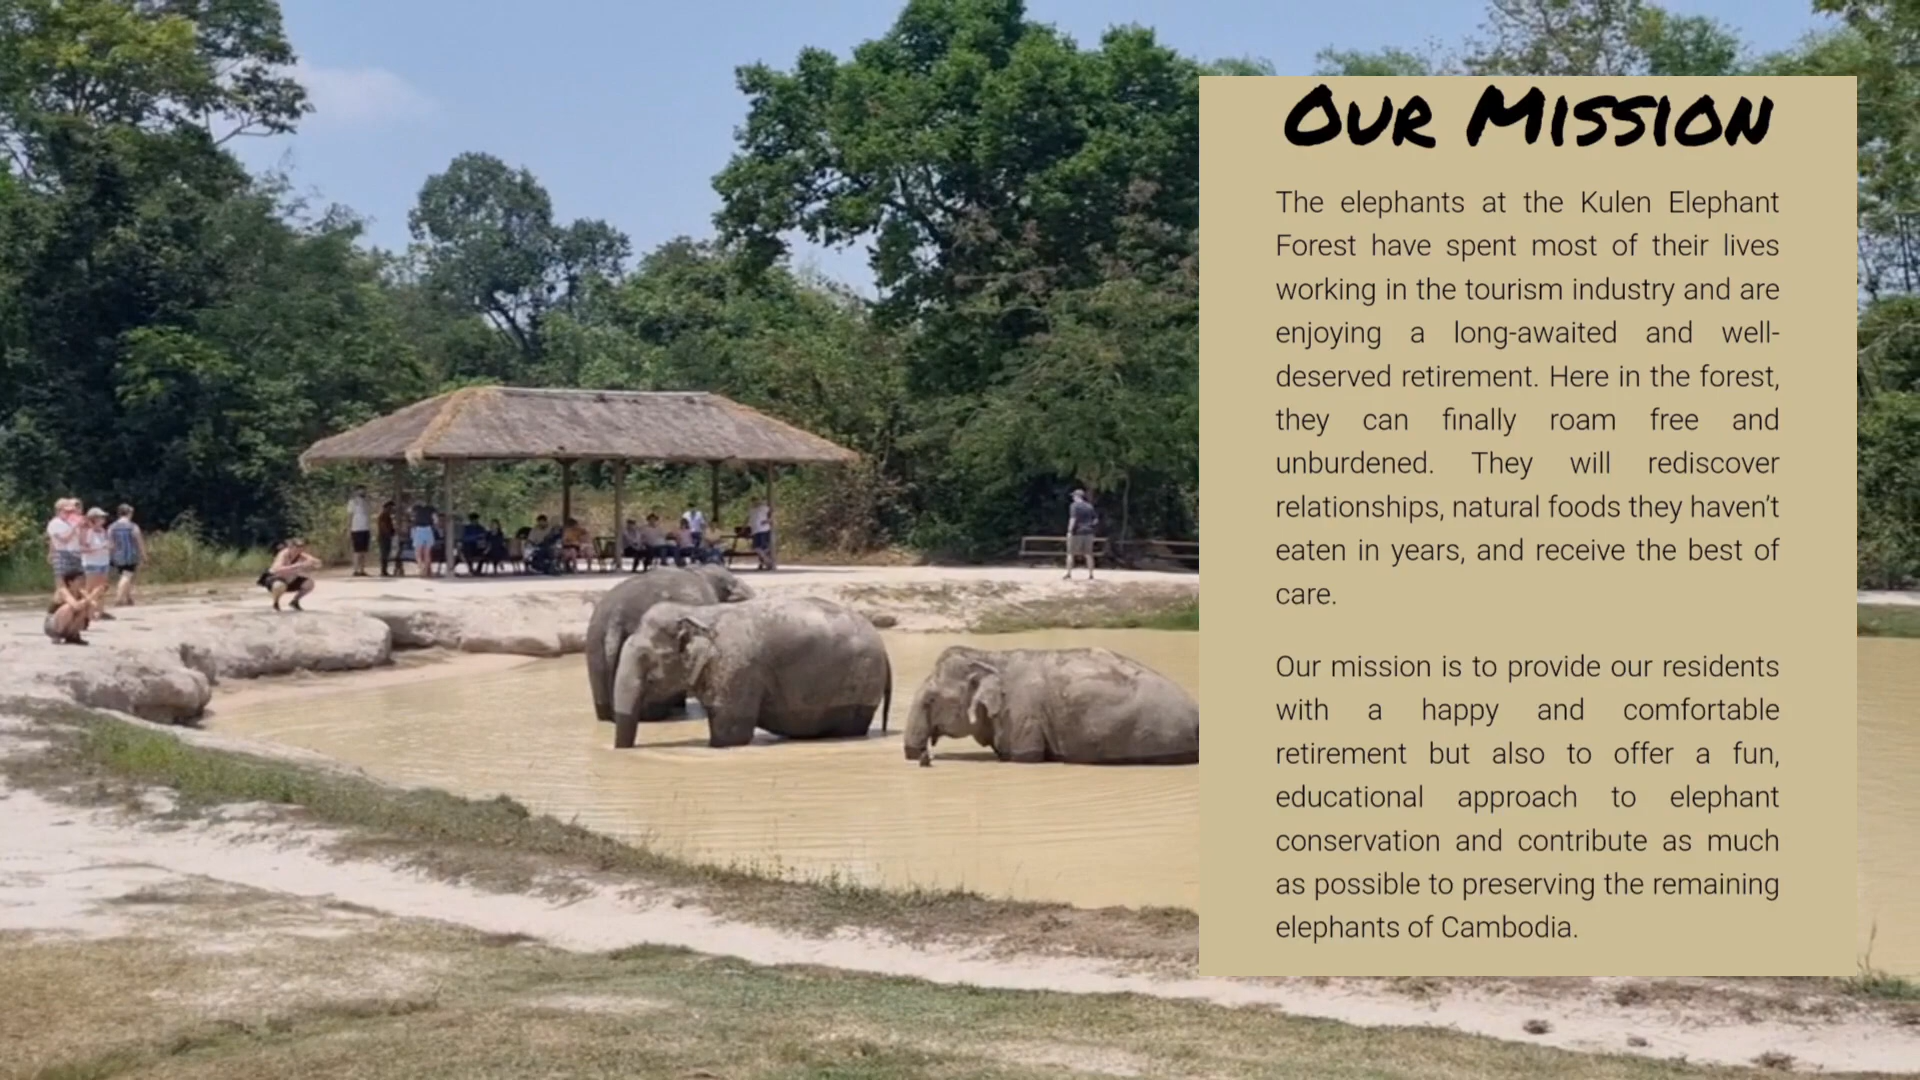 Our Mission
The elephants at the Kulen Elephant
Forest have spent most of their lives
working in the tourism industry and are
enjoying a long-awaited and well-
deserved retirement. Here in the forest,
they can finally roam free and
unburdened. They will rediscover
relationships, natural foods they haven’t
eaten in years, and receive the best of
care.
Our mission is to provide our residents
with a happy and comfortable
retirement but also to offer a fun,
educational approach to elephant
conservation and contribute as much
as possible to preserving the remaining
elephants of Cambodia.